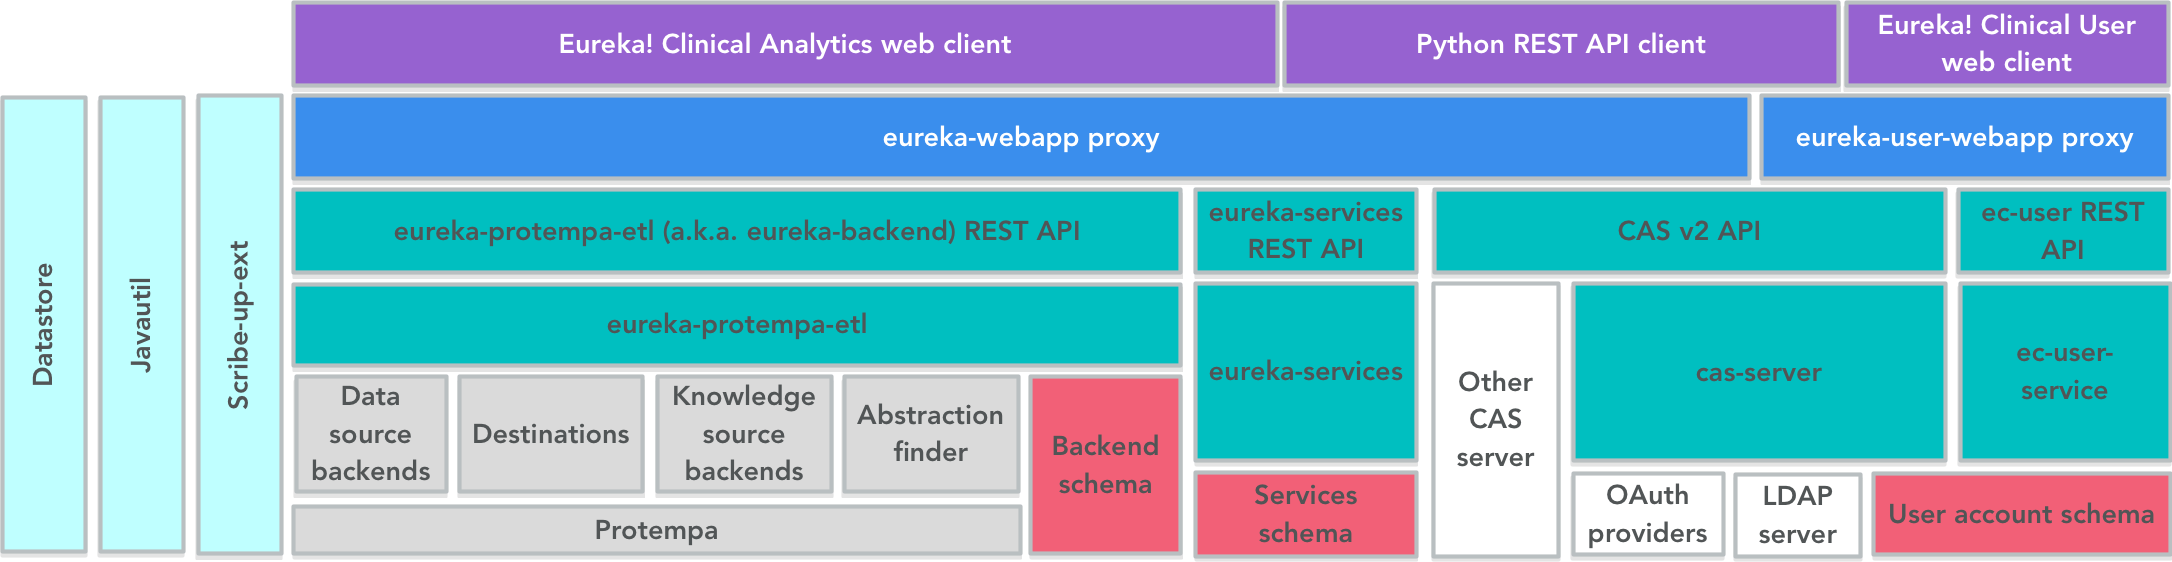 Eureka! Clinical Analytics web client
Python REST API client
Eureka! Clinical User
web client
Datastore
Javautil
Scribe-up-ext
eureka-webapp proxy
eureka-user-webapp proxy
eureka-protempa-etl (a.k.a. eureka-backend) REST API
eureka-services
REST API
CAS v2 API
ec-user REST
API
eureka-protempa-etl
eureka-services
Other
CAS
server
cas-server
ec-user-
service
Data
source
backends
Destinations
Knowledge
source
backends
Abstraction
finder
Backend
schema
Protempa
Services
schema
OAuth
providers
LDAP
server
User account schema